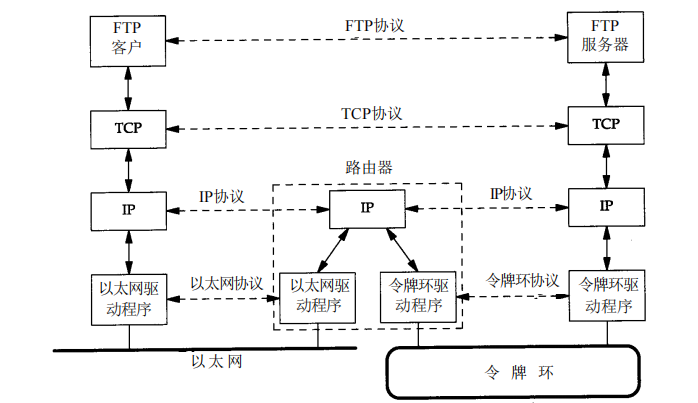 FTP
客户
FTP协议
FTP
服务器
TCP
TCP协议
TCP
路由器
IP
IP协议
IP
IP协议
IP
以太网驱
动程序
以太网协议
以太网驱
动程序
令牌环驱
动程序
令牌环协议
令牌环驱
动程序
以太网
令牌环